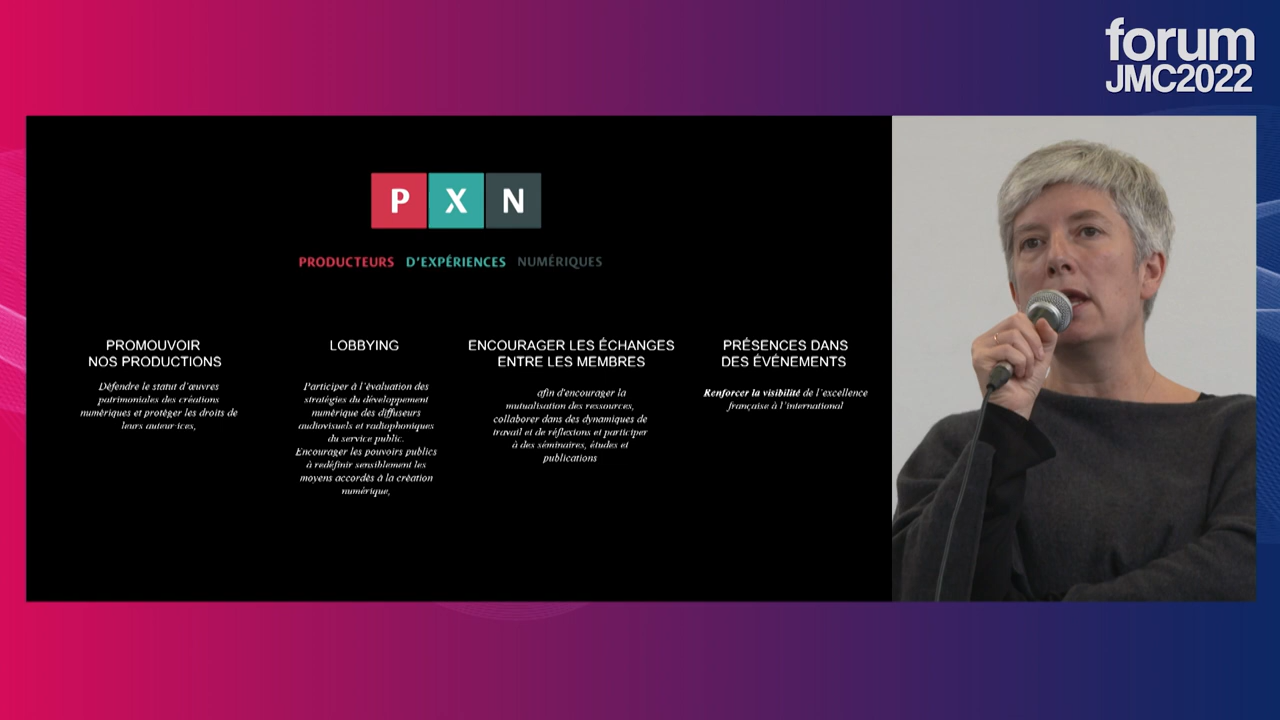 forum
JMC2022
P X N
PRODUCTEURS D'EXPÉRIENCES NUMÉRIQUES
PROMOUVOIR
NOS PRODUCTIONS
Défendre le statut d'œuvres
patrimoniales des créations
numériques et protéger les droits de
leurs auteur·ices,
LOBBYING
Participer à l'évaluation des
stratégies du développement
numérique des diffuseurs
audiovisuels et radiophoniques
du service public.
Encourager les pouvoirs publics
à redéfinir sensiblement les
moyens accordés à la création
numérique,
ENCOURAGER LES ÉCHANGES
ENTRE LES MEMBRES
afin d'encourager la
mutualisation des ressources,
collaborer dans des dynamiques de
travail et de réflexions et participer
à des séminaires, études et
publications
PRÉSENCES DANS
DES ÉVÉNEMENTS
Renforcer la visibilité de l'excellence
française à l'international